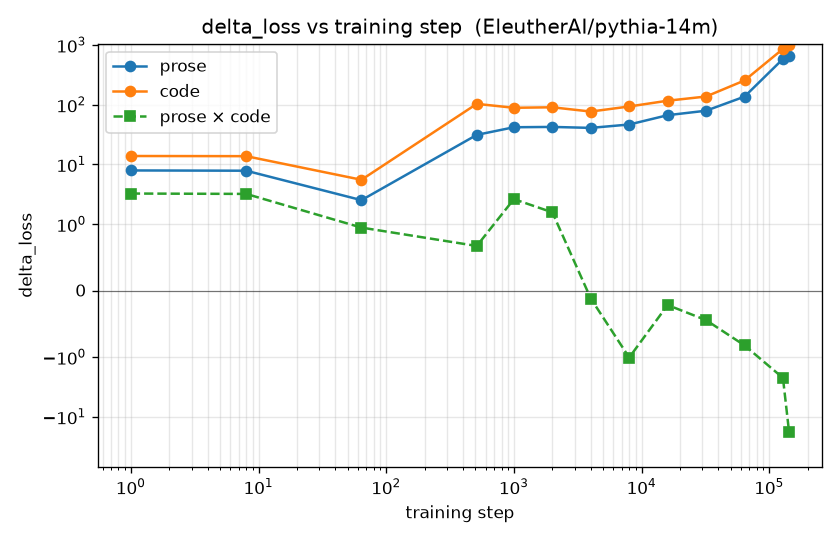 delta_loss vs training step (EleutherAI/pythia-14m)
prose
code
prose × code
delta_loss
10³
10²
10¹
10⁰
0
−10⁰
−10¹
10⁰
10¹
10²
10³
10⁴
10⁵
training step